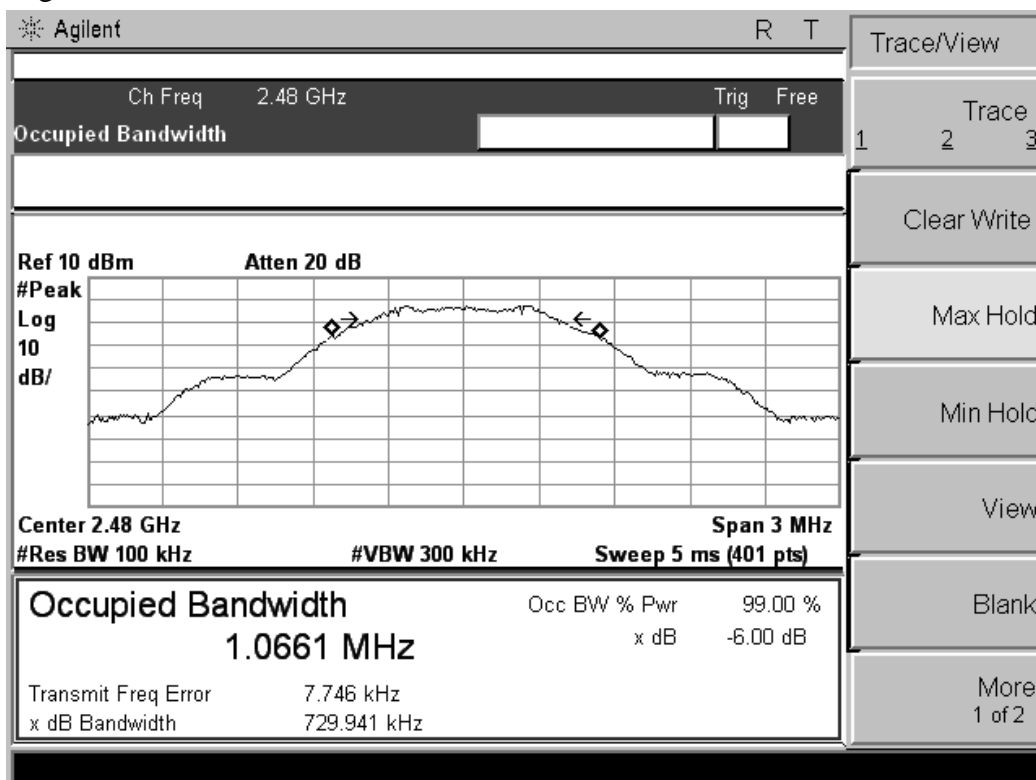 Agilent R T
Trace/View
Ch Freq 2.48 GHz Trig Free
Occupied Bandwidth
Trace
1 2 3
Clear Write
Max Hold
Min Hold
View
Blank
More
1 of 2
Ref 10 dBm Atten 20 dB
#Peak
Log
10
dB/
Center 2.48 GHz Span 3 MHz
#Res BW 100 kHz #VBW 300 kHz Sweep 5 ms (401 pts)
Occupied Bandwidth Occ BW % Pwr 99.00 %
1.0661 MHz x dB -6.00 dB
Transmit Freq Error 7.746 kHz
x dB Bandwidth 729.941 kHz